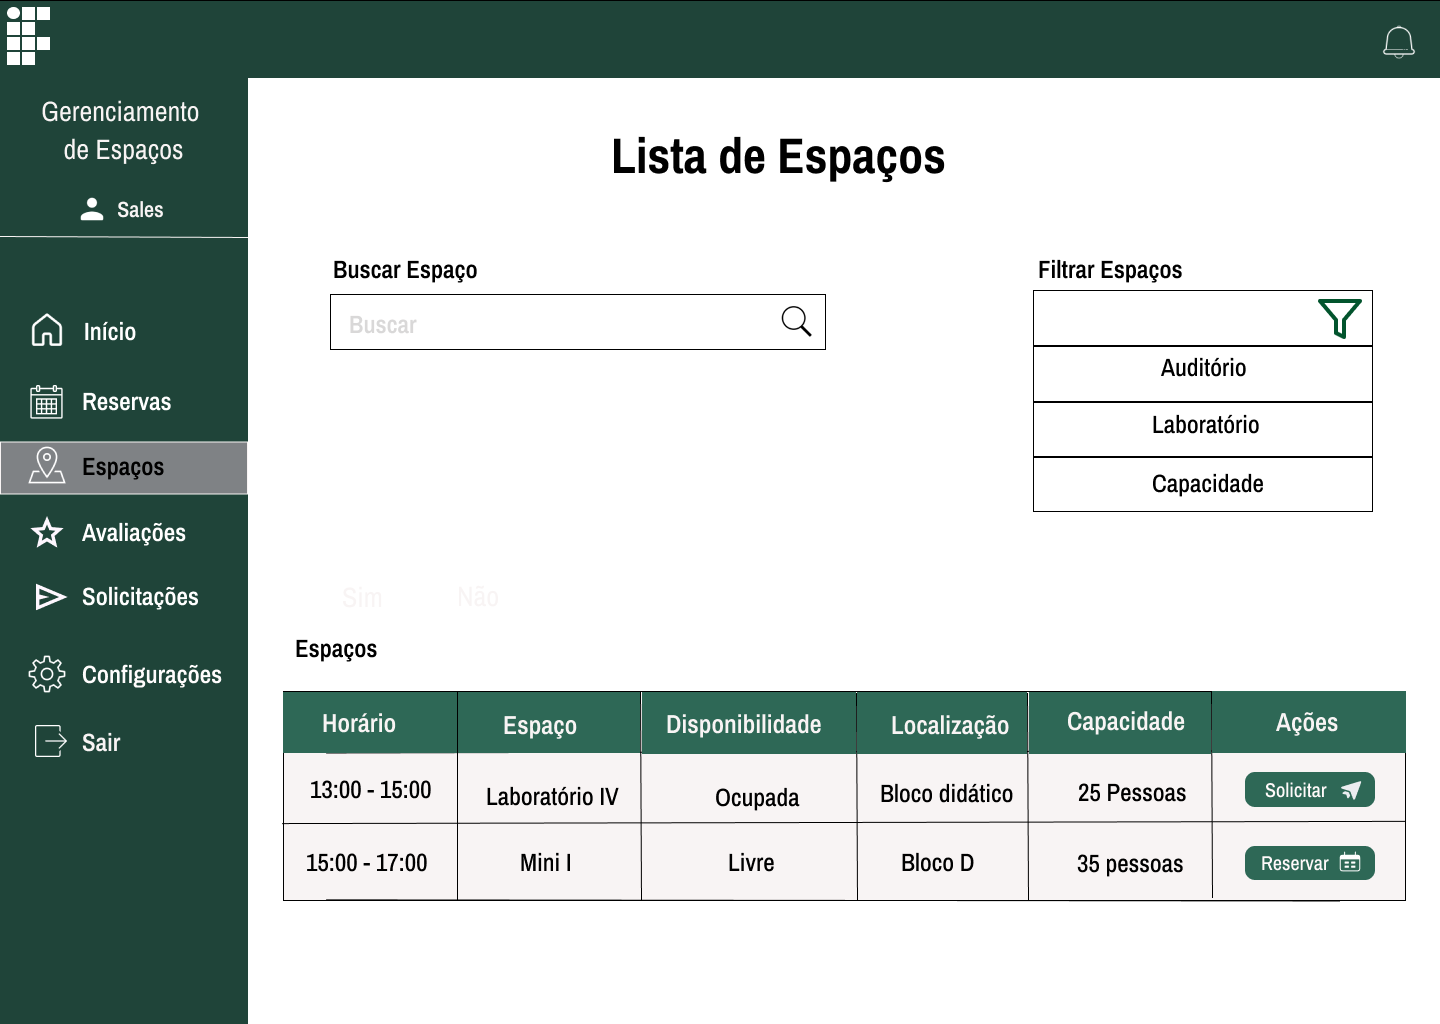 Gerenciamento
de Espaços
Sales
Início
Reservas
Espaços
Avaliações
Solicitações
Configurações
Sair
Lista de Espaços
Buscar Espaço
Buscar
Filtrar Espaços
Auditório
Laboratório
Capacidade
Sim Não
Espaços
Horário Espaço Disponibilidade Localização Capacidade Ações
13:00 - 15:00 Laboratório IV Ocupada Bloco didático 25 Pessoas Solicitar
15:00 - 17:00 Mini I Livre Bloco D 35 pessoas Reservar